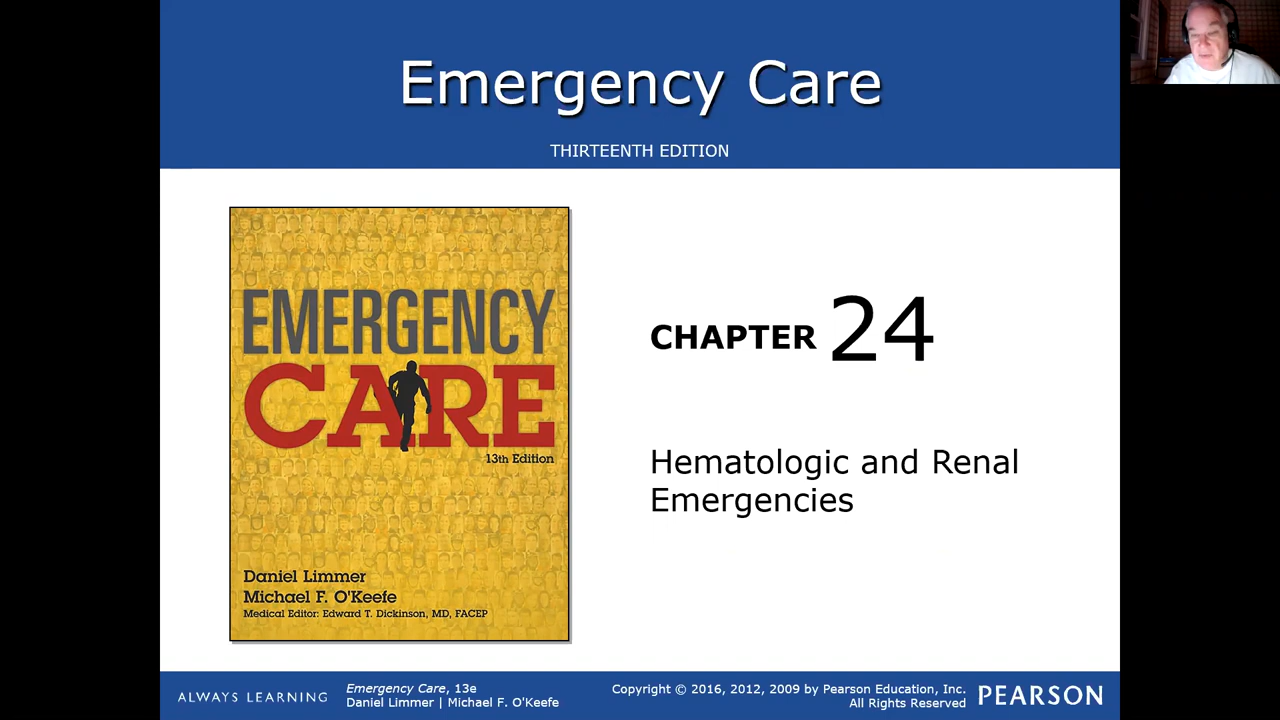 Emergency Care
THIRTEENTH EDITION
EMERGENCY
CARE
13th Edition
Daniel Limmer
Michael F. O'Keefe
Medical Editor: Edward T. Dickinson, MD, FACEP
CHAPTER 24
Hematologic and Renal
Emergencies
ALWAYS LEARNING
Emergency Care, 13e
Daniel Limmer | Michael F. O'Keefe
Copyright © 2016, 2012, 2009 by Pearson Education, Inc.
All Rights Reserved
PEARSON